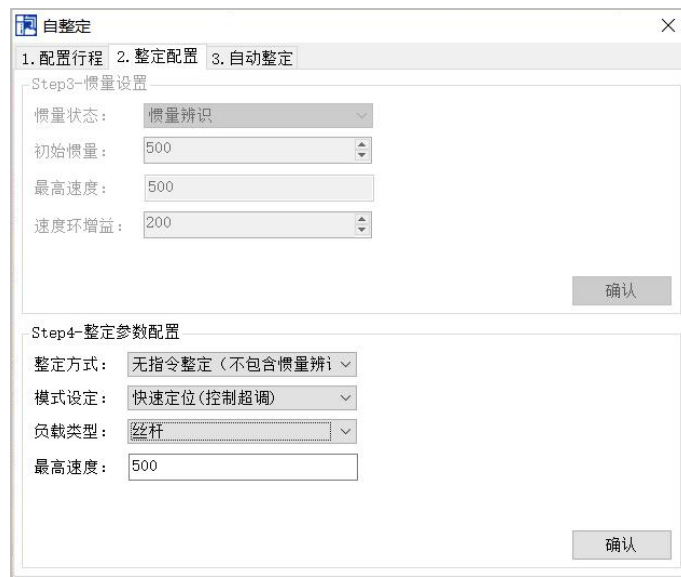 自整定
1.配置行程 2.整定配置 3.自动整定
Step3-惯量设置
惯量状态: 惯量辨识
初始惯量: 500
最高速度: 500
速度环增益: 200
确认
Step4-整定参数配置
整定方式: 无指令整定（不包含惯量辨
模式设定: 快速定位(控制超调)
负载类型: 丝杆
最高速度: 500
确认